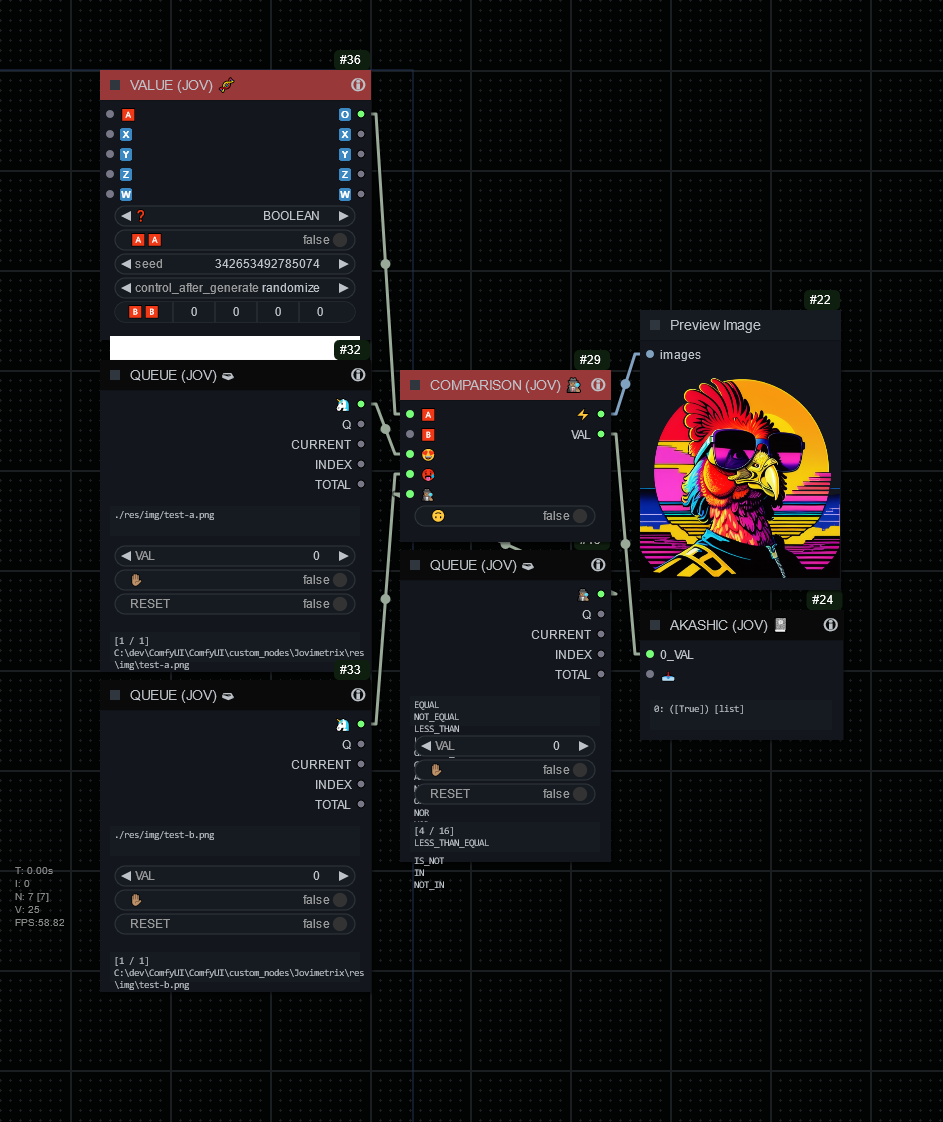 #36
VALUE (JOV) 🧬
A O
X X
Y Y
Z Z
W W
❓ BOOLEAN
A A false
seed 342653492785074
control_after_generate randomize
B B 0 0 0 0
#32
QUEUE (JOV)
Q
CURRENT
INDEX
TOTAL
./res/img/test-a.png
VAL 0
false
RESET false
[1 / 1]
C:\dev\ComfyUI\ComfyUI\custom_nodes\Jovimetrix\res
\img\test-a.png
#33
QUEUE (JOV)
Q
CURRENT
INDEX
TOTAL
./res/img/test-b.png
VAL 0
false
RESET false
[1 / 1]
C:\dev\ComfyUI\ComfyUI\custom_nodes\Jovimetrix\res
\img\test-b.png
#29
COMPARISON (JOV) 🕵🏽
A ⚡
B VAL
😍
🥵
🕵🏽
🙃 false
QUEUE (JOV)
🕵🏽
Q
CURRENT
INDEX
TOTAL
EQUAL
NOT_EQUAL
LESS_THAN
VAL 0
false
RESET false
NOR
[4 / 16]
LESS_THAN_EQUAL
IS_NOT
IN
NOT_IN
#22
Preview Image
images
#24
AKASHIC (JOV) 📓
0_VAL
0: ([True]) [list]
T: 0.00s
I: 0
N: 7 [7]
V: 25
FPS:58.82